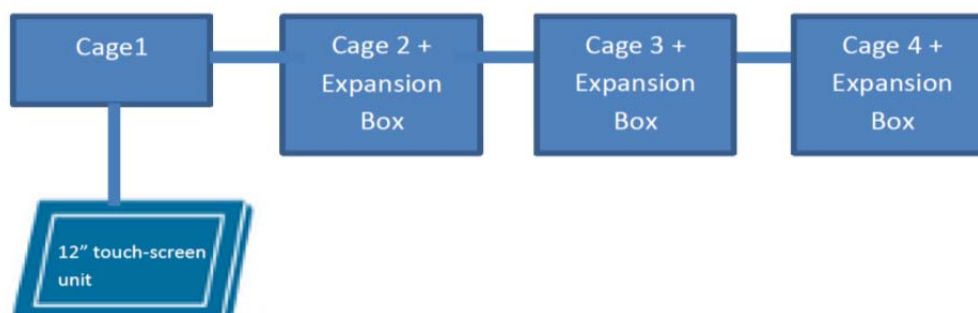 Cage1
Cage 2 +
Expansion
Box
Cage 3 +
Expansion
Box
Cage 4 +
Expansion
Box
12” touch-screen
unit